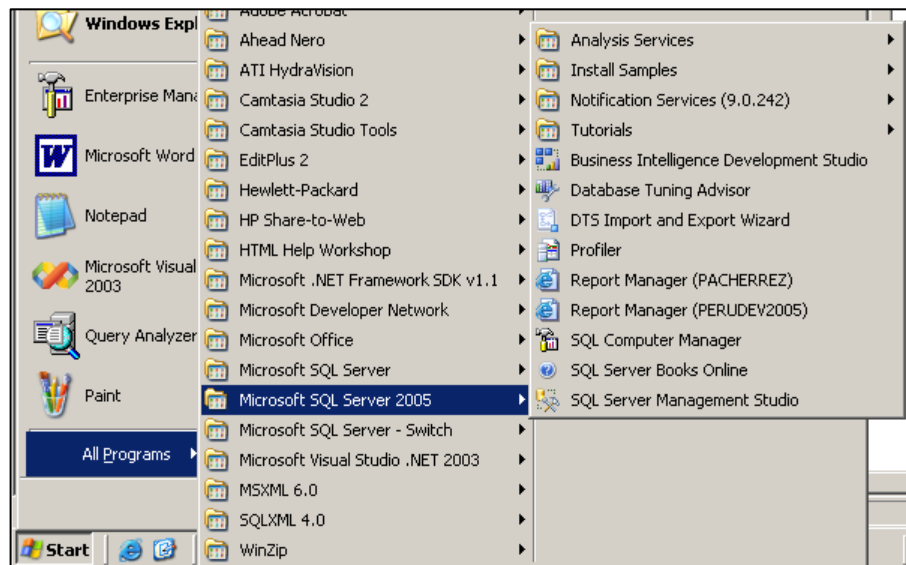 Windows Expl
Enterprise Mana
Microsoft Word
Notepad
Microsoft Visual
2003
Query Analyzer
Paint
All Programs
Start
Adobe Acrobat
Ahead Nero
ATI HydraVision
Camtasia Studio 2
Camtasia Studio Tools
EditPlus 2
Hewlett-Packard
HP Share-to-Web
HTML Help Workshop
Microsoft .NET Framework SDK v1.1
Microsoft Developer Network
Microsoft Office
Microsoft SQL Server
Microsoft SQL Server 2005
Microsoft SQL Server - Switch
Microsoft Visual Studio .NET 2003
MSXML 6.0
SQLXML 4.0
WinZip
Analysis Services
Install Samples
Notification Services (9.0.242)
Tutorials
Business Intelligence Development Studio
Database Tuning Advisor
DTS Import and Export Wizard
Profiler
Report Manager (PACHERREZ)
Report Manager (PERUDEV2005)
SQL Computer Manager
SQL Server Books Online
SQL Server Management Studio